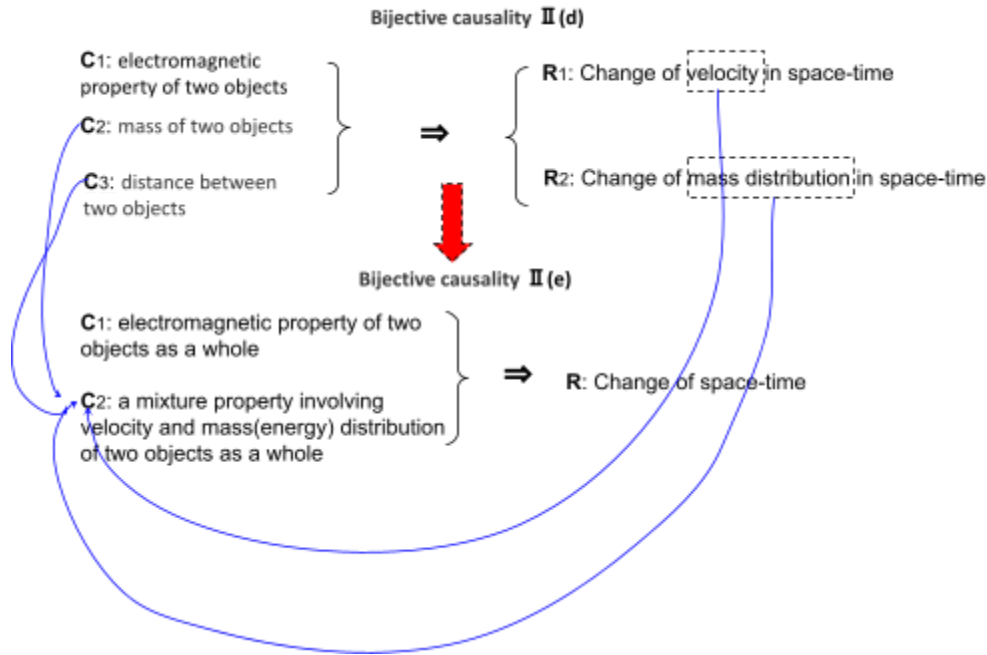 Bijective causality Ⅱ(d)
C1: electromagnetic
property of two objects
C2: mass of two objects
C3: distance between
two objects
⇒
R1: Change of velocity in space-time
R2: Change of mass distribution in space-time
Bijective causality Ⅱ(e)
C1: electromagnetic property of two
objects as a whole
C2: a mixture property involving
velocity and mass(energy) distribution
of two objects as a whole
⇒
R: Change of space-time